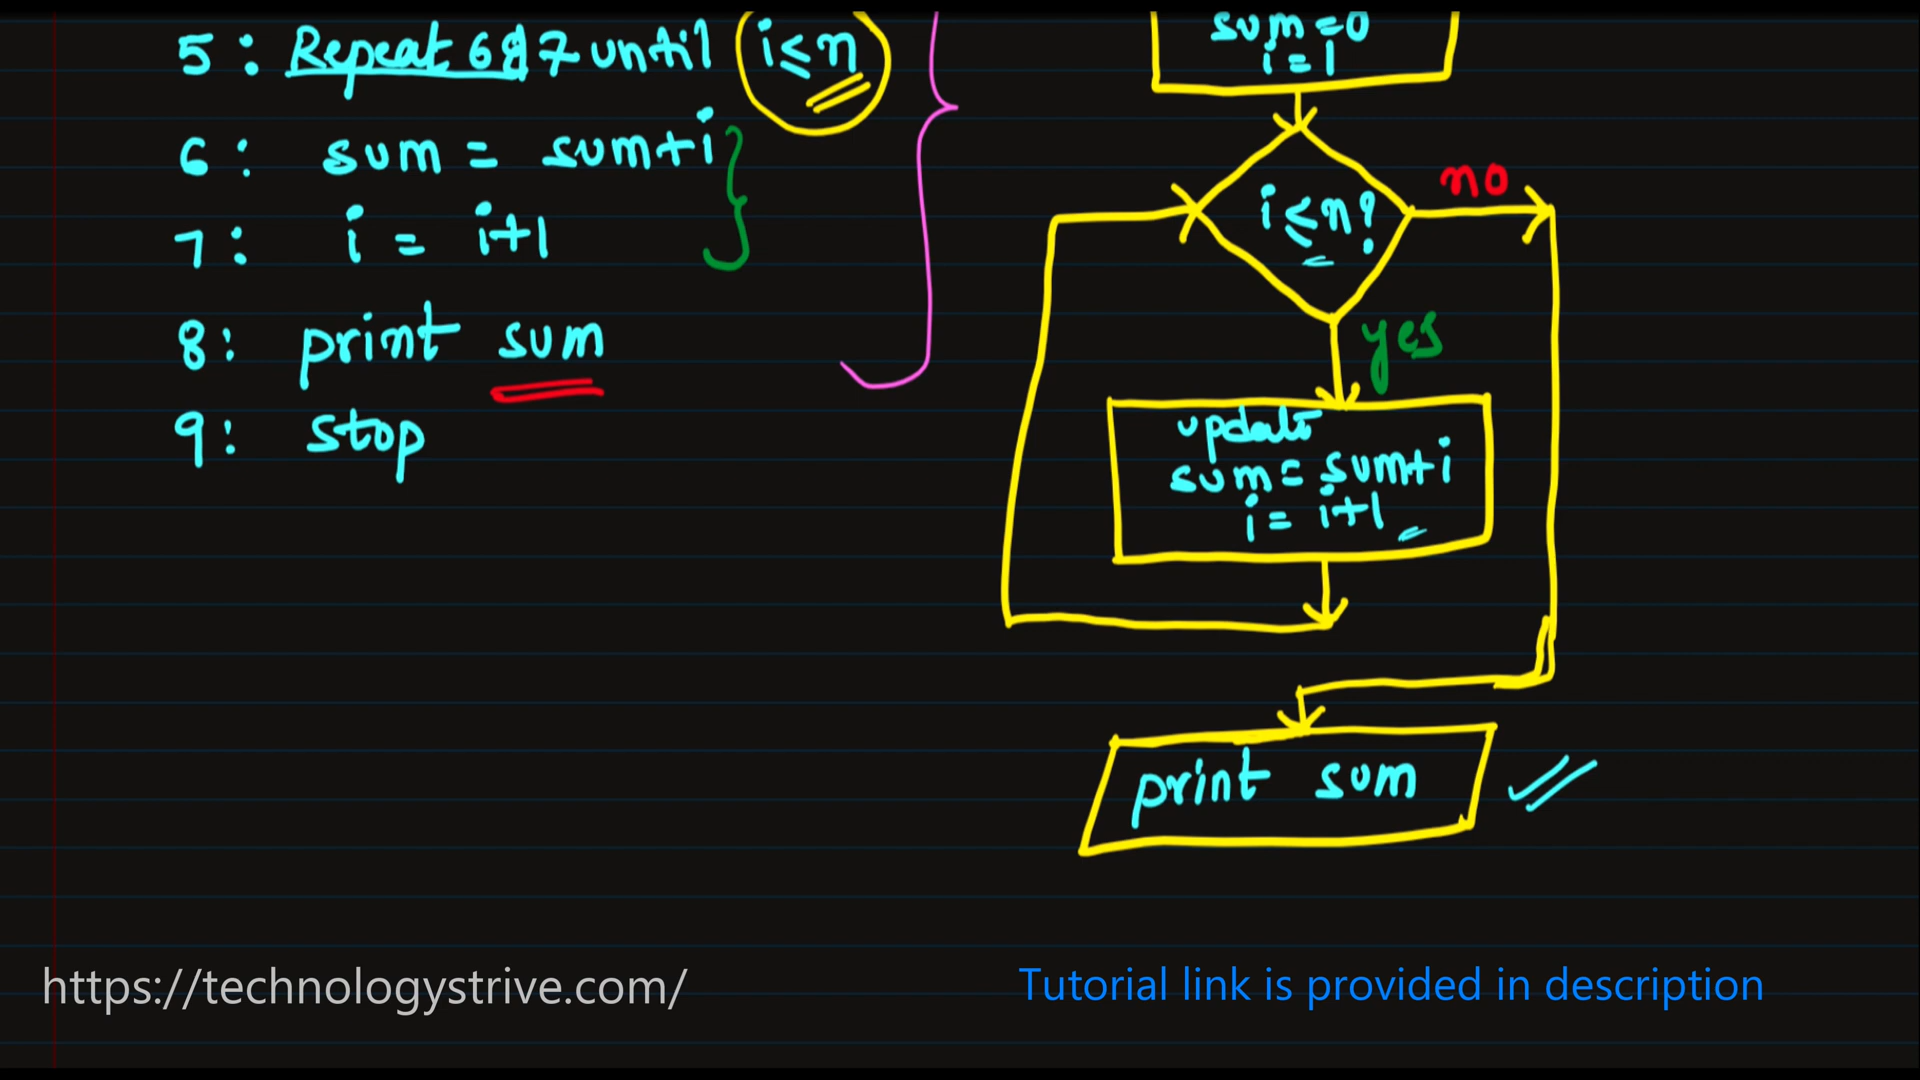 5: Repeat 6&7 until i≤n
6: sum = sum+i
7: i = i+1
8: print sum
9: stop
sum=0
i=1
i≤n?
no
yes
update
sum=sum+i
i=i+1
print sum
https://technologystrive.com/
Tutorial link is provided in description